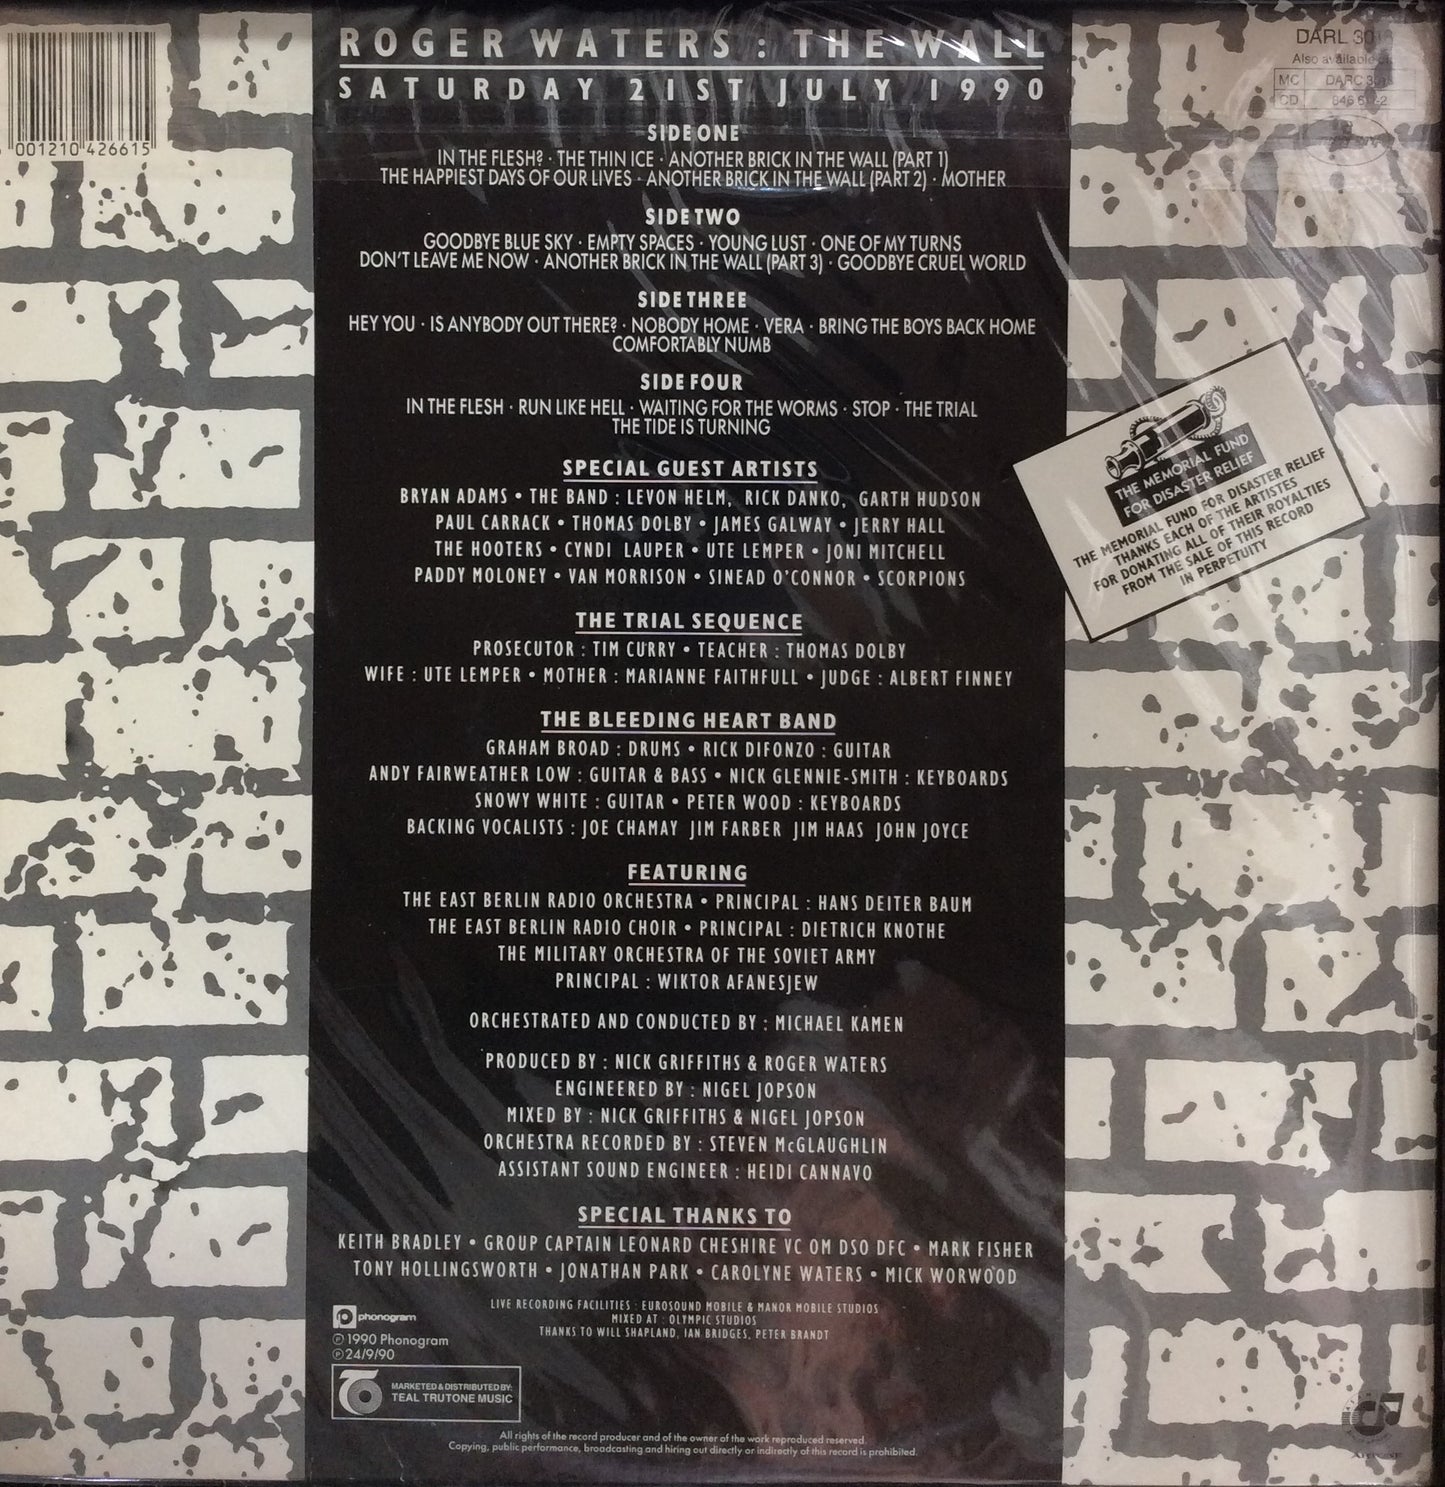 ROGER WATERS : THE WALL
SATURDAY 21ST JULY 1990
SIDE ONE
IN THE FLESH? · THE THIN ICE · ANOTHER BRICK IN THE WALL (PART 1)
THE HAPPIEST DAYS OF OUR LIVES · ANOTHER BRICK IN THE WALL (PART 2) · MOTHER
SIDE TWO
GOODBYE BLUE SKY · EMPTY SPACES · YOUNG LUST · ONE OF MY TURNS
DON'T LEAVE ME NOW · ANOTHER BRICK IN THE WALL (PART 3) · GOODBYE CRUEL WORLD
SIDE THREE
HEY YOU · IS ANYBODY OUT THERE? · NOBODY HOME · VERA · BRING THE BOYS BACK HOME
COMFORTABLY NUMB
SIDE FOUR
IN THE FLESH · RUN LIKE HELL · WAITING FOR THE WORMS · STOP · THE TRIAL
THE TIDE IS TURNING
SPECIAL GUEST ARTISTS
BRYAN ADAMS • THE BAND : LEVON HELM, RICK DANKO, GARTH HUDSON
PAUL CARRACK • THOMAS DOLBY • JAMES GALWAY • JERRY HALL
THE HOOTERS • CYNDI LAUPER • UTE LEMPER • JONI MITCHELL
PADDY MOLONEY • VAN MORRISON • SINEAD O'CONNOR • SCORPIONS
THE TRIAL SEQUENCE
PROSECUTOR : TIM CURRY • TEACHER : THOMAS DOLBY
WIFE : UTE LEMPER • MOTHER : MARIANNE FAITHFULL • JUDGE : ALBERT FINNEY
THE BLEEDING HEART BAND
GRAHAM BROAD : DRUMS • RICK DIFONZO : GUITAR
ANDY FAIRWEATHER LOW : GUITAR & BASS • NICK GLENNIE-SMITH : KEYBOARDS
SNOWY WHITE : GUITAR • PETER WOOD : KEYBOARDS
BACKING VOCALISTS : JOE CHAMAY JIM FARBER JIM HAAS JOHN JOYCE
FEATURING
THE EAST BERLIN RADIO ORCHESTRA • PRINCIPAL : HANS DEITER BAUM
THE EAST BERLIN RADIO CHOIR • PRINCIPAL : DIETRICH KNOTHE
THE MILITARY ORCHESTRA OF THE SOVIET ARMY
PRINCIPAL : WIKTOR AFANESJEW
ORCHESTRATED AND CONDUCTED BY : MICHAEL KAMEN
PRODUCED BY : NICK GRIFFITHS & ROGER WATERS
ENGINEERED BY : NIGEL JOPSON
MIXED BY : NICK GRIFFITHS & NIGEL JOPSON
ORCHESTRA RECORDED BY : STEVEN McGLAUGHLIN
ASSISTANT SOUND ENGINEER : HEIDI CANNAVO
SPECIAL THANKS TO
KEITH BRADLEY • GROUP CAPTAIN LEONARD CHESHIRE VC OM DSO DFC • MARK FISHER
TONY HOLLINGSWORTH • JONATHAN PARK • CAROLYNE WATERS • MICK WORWOOD
LIVE RECORDING FACILITIES : EUROSOUND MOBILE & MANOR MOBILE STUDIOS
MIXED AT : OLYMPIC STUDIOS
THANKS TO WILL SHAPLAND, IAN BRIDGES, PETER BRANDT
phonogram
℗ 1990 Phonogram
℗ 24/9/90
MARKETED & DISTRIBUTED BY:
TEAL TRUTONE MUSIC
All rights of the record producer and of the owner of the work reproduced reserved.
Copying, public performance, broadcasting and hiring out directly or indirectly of this record is prohibited.
001210 426615
DARL
Also available
MC DARC
CD
THE MEMORIAL FUND
FOR DISASTER RELIEF
THE MEMORIAL FUND FOR DISASTER RELIEF
THANKS EACH OF THE ARTISTES
FOR DONATING ALL OF THEIR ROYALTIES
FROM THE SALE OF THIS RECORD
IN PERPETUITY